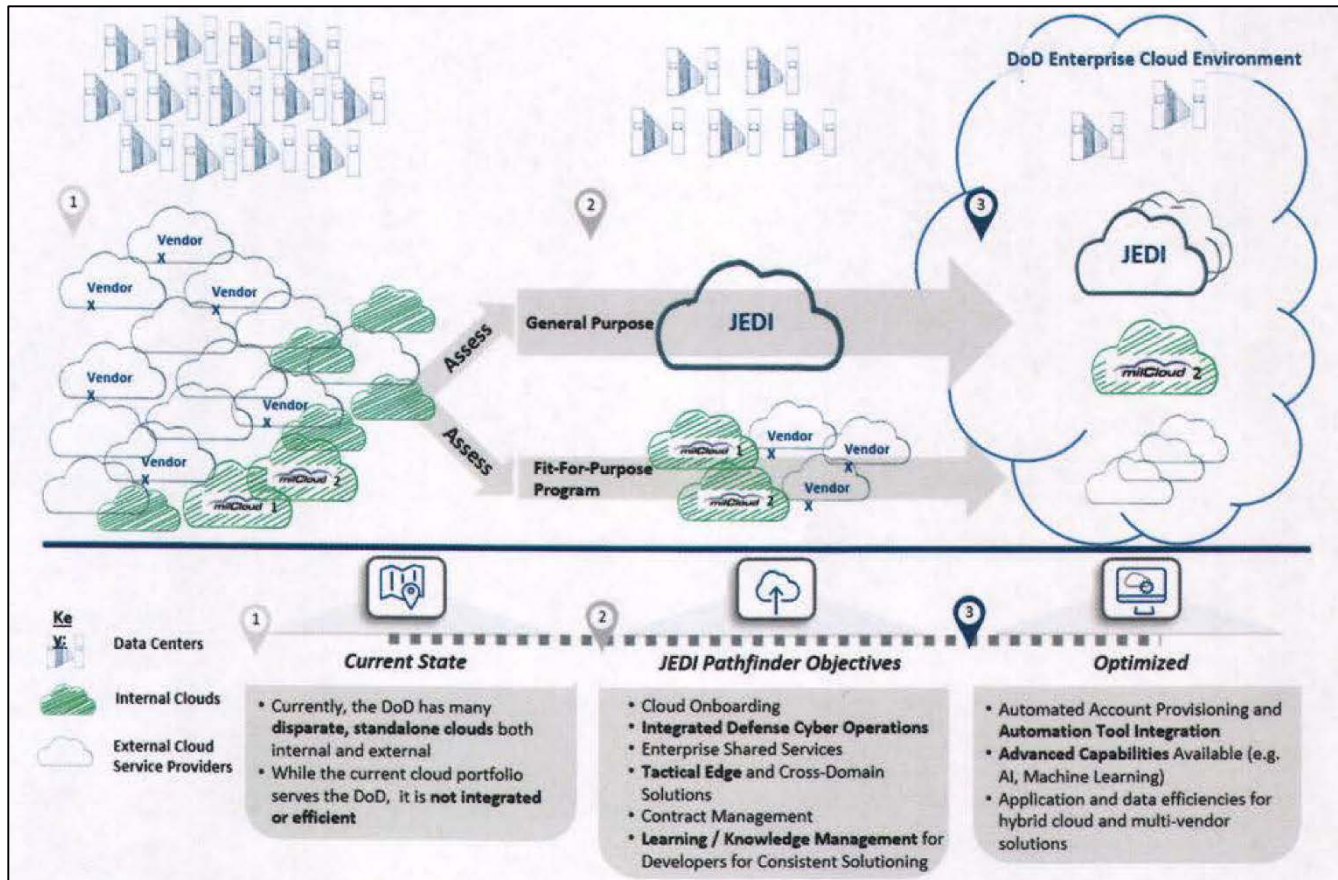 DoD Enterprise Cloud Environment
1
2
3
Vendor
X
Vendor
X
Vendor
X
Vendor
X
Vendor
X
Vendor
X
milCloud 2
milCloud 1
Assess
Assess
General Purpose
JEDI
Fit-For-Purpose
Program
milCloud 1
milCloud 2
Vendor
X
Vendor
X
Vendor
X
JEDI
milCloud 2
Ke
y:
Data Centers
Internal Clouds
External Cloud
Service Providers
1
Current State
• Currently, the DoD has many
disparate, standalone clouds both
internal and external
• While the current cloud portfolio
serves the DoD, it is not integrated
or efficient
2
JEDI Pathfinder Objectives
• Cloud Onboarding
• Integrated Defense Cyber Operations
• Enterprise Shared Services
• Tactical Edge and Cross-Domain
Solutions
• Contract Management
• Learning / Knowledge Management for
Developers for Consistent Solutioning
3
Optimized
• Automated Account Provisioning and
Automation Tool Integration
• Advanced Capabilities Available (e.g.
AI, Machine Learning)
• Application and data efficiencies for
hybrid cloud and multi-vendor
solutions